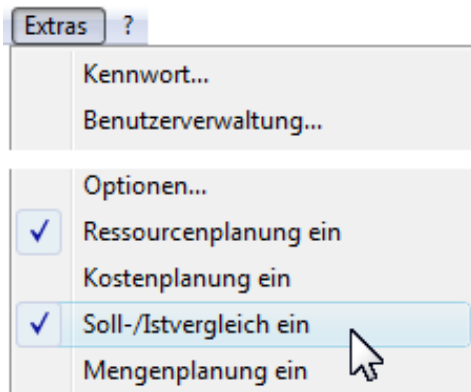 Extras ?
Kennwort...
Benutzerverwaltung...
Optionen...
Ressourcenplanung ein
Kostenplanung ein
Soll-/Istvergleich ein
Mengenplanung ein